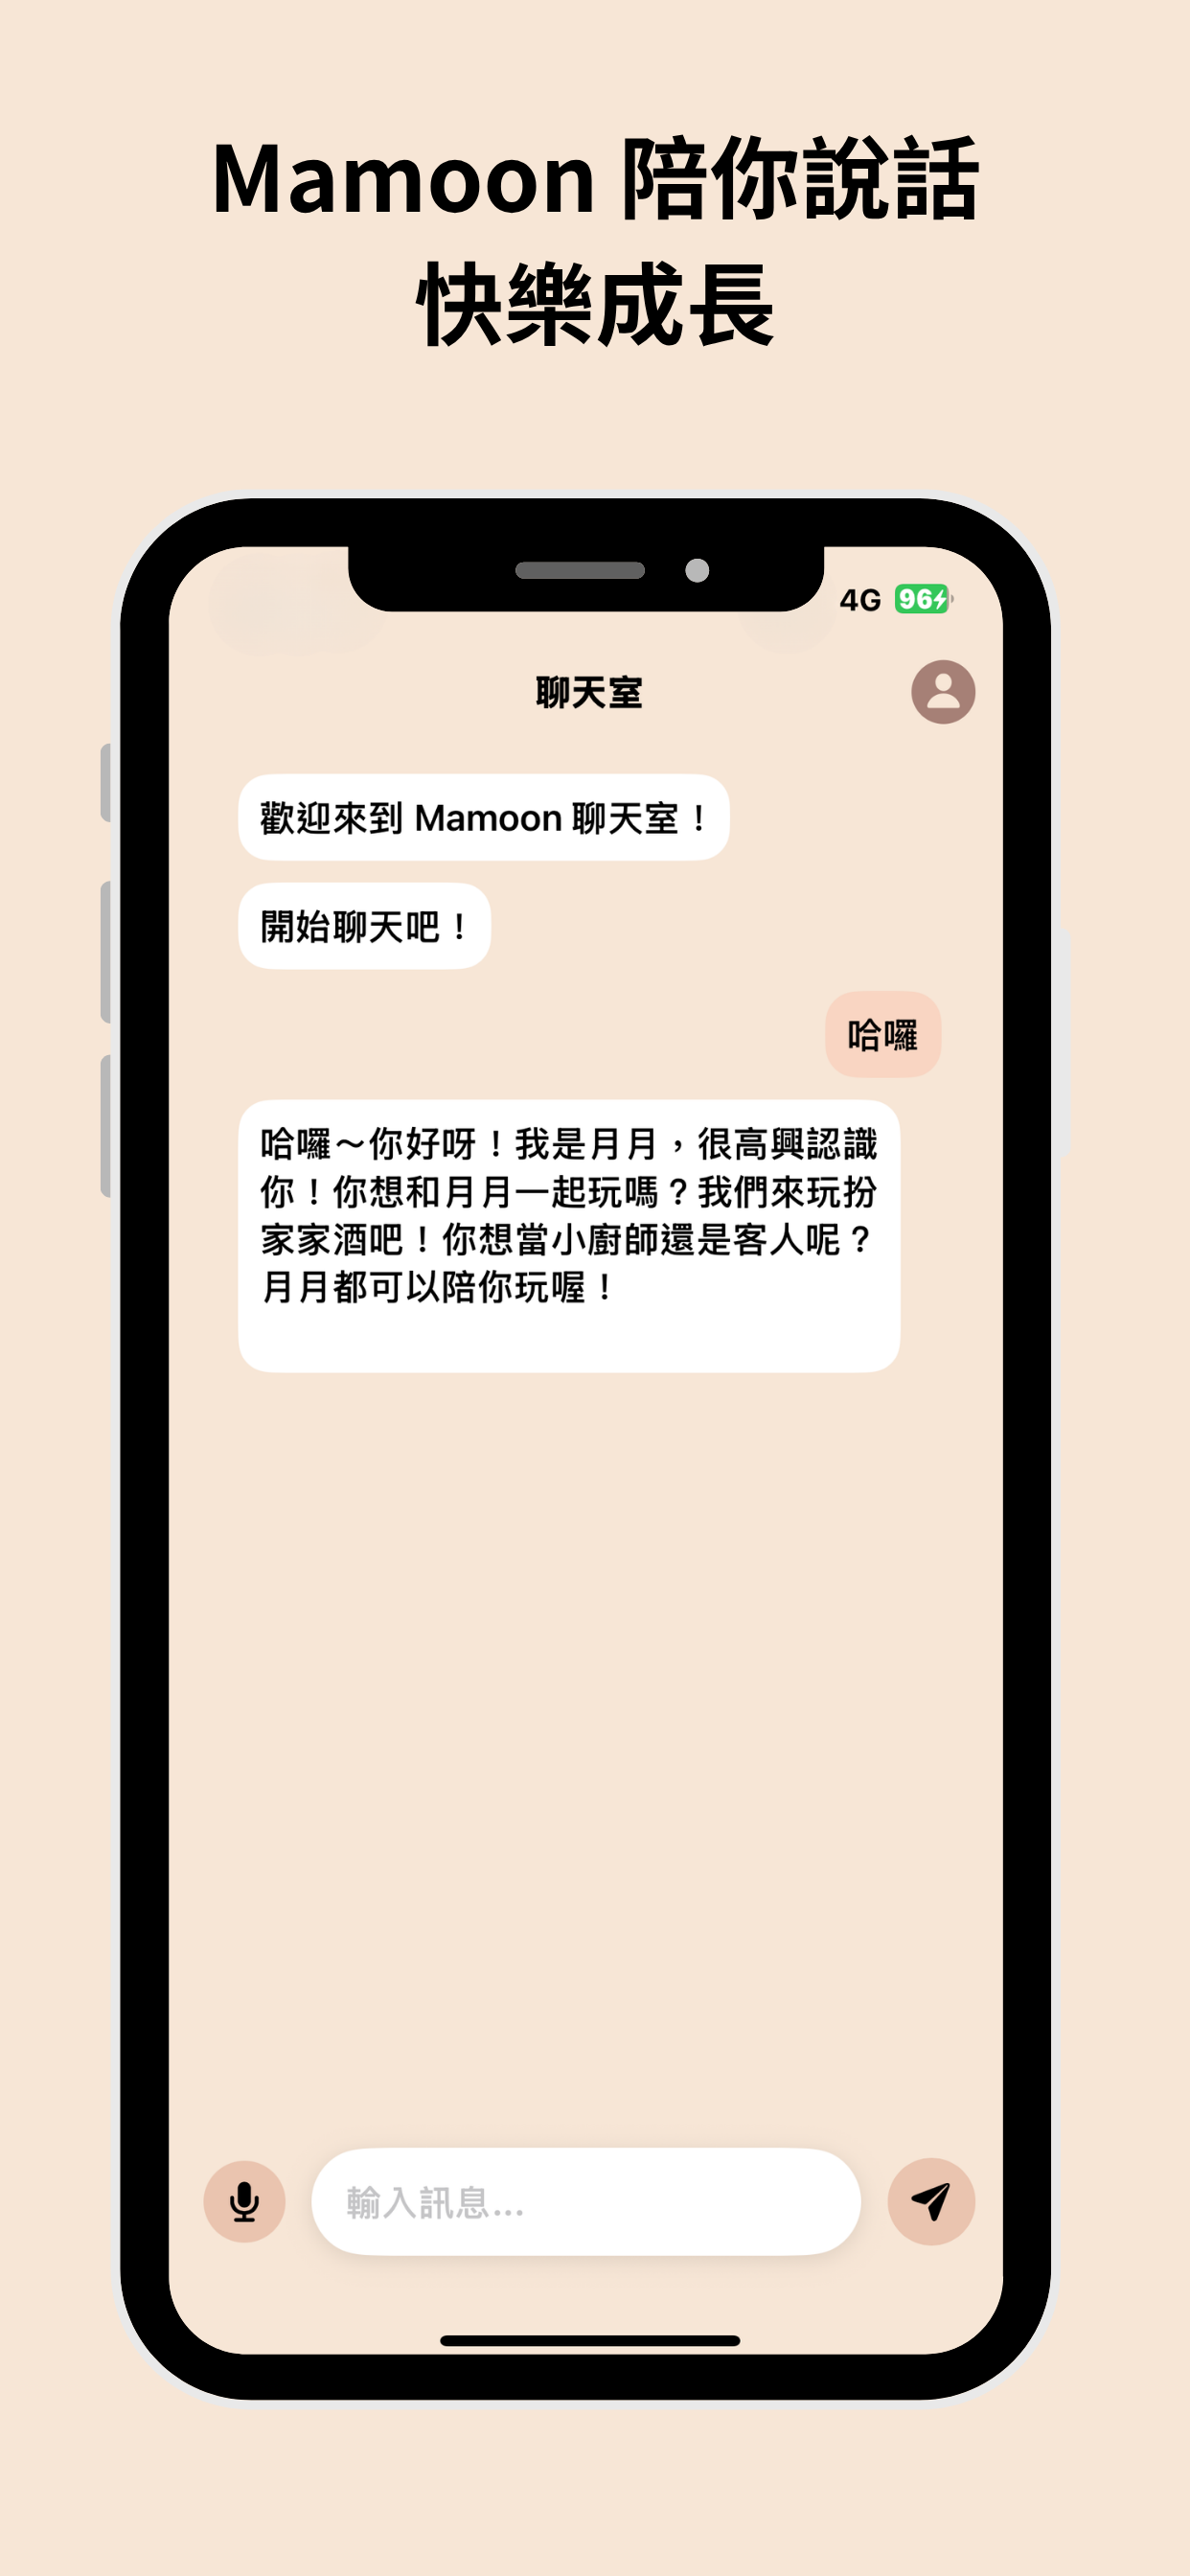 Mamoon 陪你說話
快樂成長
4G 96
聊天室
歡迎來到 Mamoon 聊天室！
開始聊天吧！
哈囉
哈囉～你好呀！我是月月，很高興認識
你！你想和月月一起玩嗎？我們來玩扮
家家酒吧！你想當小廚師還是客人呢？
月月都可以陪你玩喔！
輸入訊息...